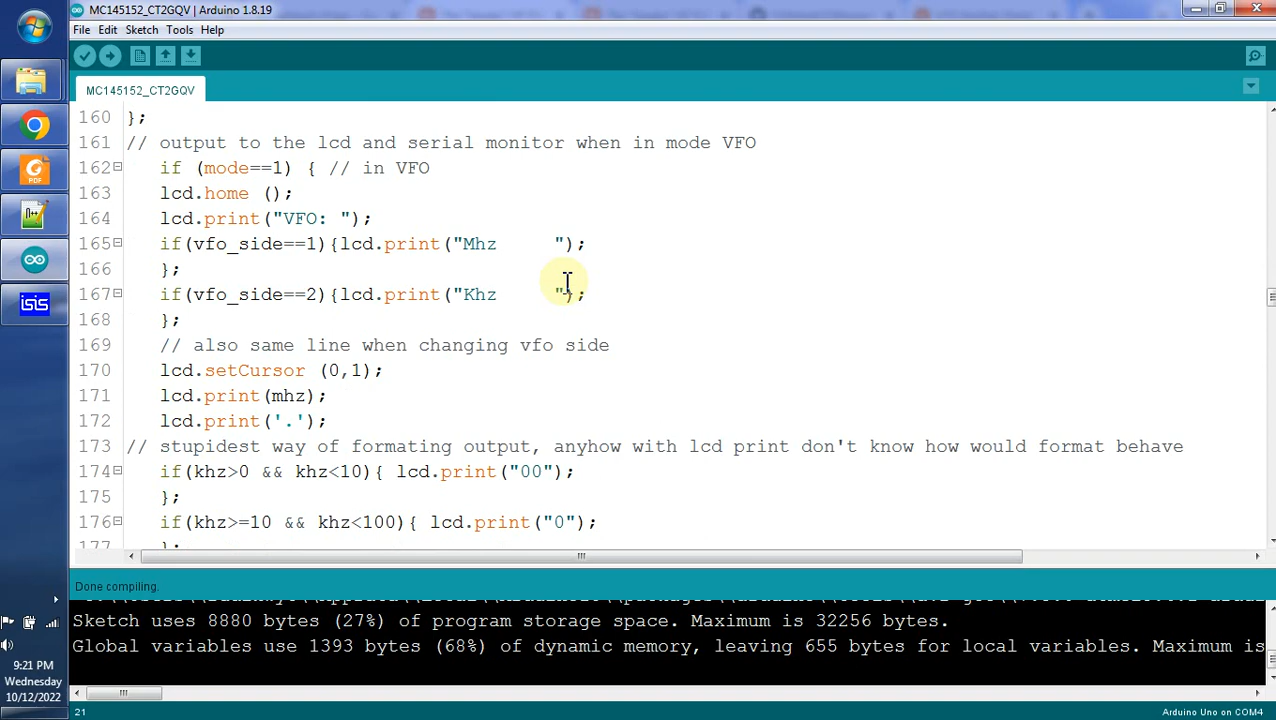 MC145152_CT2GQV | Arduino 1.8.19
File Edit Sketch Tools Help
MC145152_CT2GQV
160 };
161 // output to the lcd and serial monitor when in mode VFO
162 if (mode==1) { // in VFO
163 lcd.home ();
164 lcd.print("VFO: ");
165 if(vfo_side==1){lcd.print("Mhz     ");
166 };
167 if(vfo_side==2){lcd.print("Khz     ");
168 };
169 // also same line when changing vfo side
170 lcd.setCursor (0,1);
171 lcd.print(mhz);
172 lcd.print('.');
173 // stupidest way of formating output, anyhow with lcd print don't know how would format behave
174 if(khz>0 && khz<10){ lcd.print("00");
175 };
176 if(khz>=10 && khz<100){ lcd.print("0");
177 };
Done compiling.
Sketch uses 8880 bytes (27%) of program storage space. Maximum is 32256 bytes.
Global variables use 1393 bytes (68%) of dynamic memory, leaving 655 bytes for local variables. Maximum is
21
Arduino Uno on COM4
PDF
isis
9:21 PM
Wednesday
10/12/2022